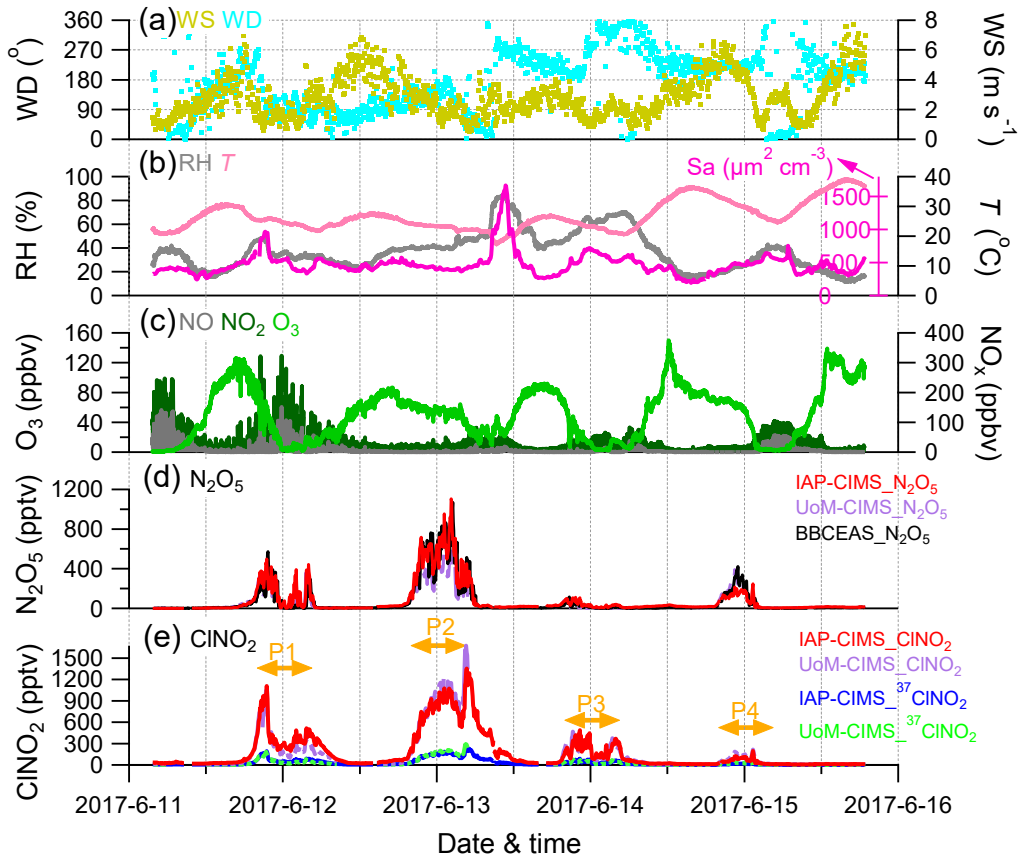 (a) WS WD
360
270
180
90
0
WD (°)
8
6
4
2
0
WS (m s⁻¹)
(b) RH T
Sa (μm² cm⁻³)
100
80
60
40
20
0
RH (%)
1500
1000
500
0
40
30
20
10
0
T (°C)
(c) NO NO₂ O₃
160
120
80
40
0
O₃ (ppbv)
400
300
200
100
0
NOₓ (ppbv)
(d) N₂O₅
1200
800
400
0
N₂O₅ (pptv)
IAP-CIMS_N₂O₅
UoM-CIMS_N₂O₅
BBCEAS_N₂O₅
(e) ClNO₂
P1 P2 P3 P4
1500
1200
900
600
300
0
ClNO₂ (pptv)
IAP-CIMS_ClNO₂
UoM-CIMS_ClNO₂
IAP-CIMS_³⁷ClNO₂
UoM-CIMS_³⁷ClNO₂
2017-6-11 2017-6-12 2017-6-13 2017-6-14 2017-6-15 2017-6-16
Date & time